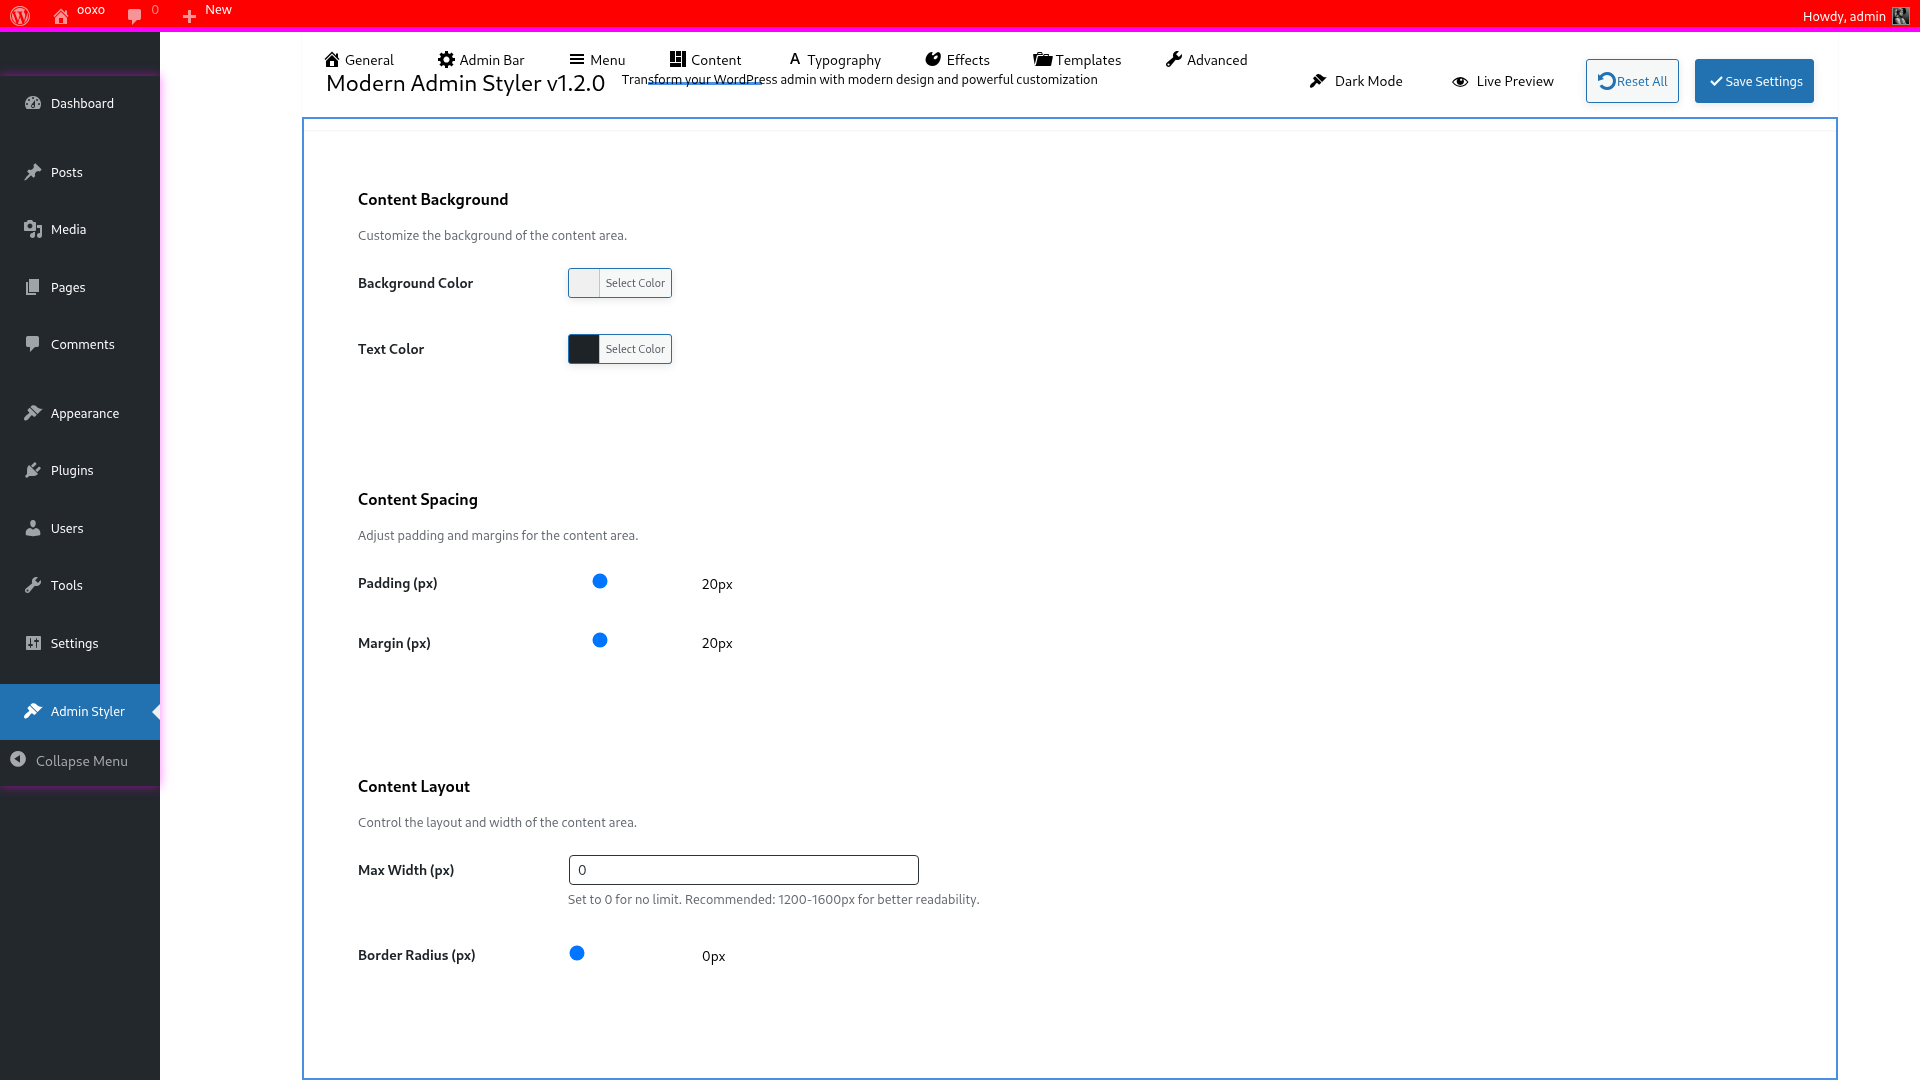 ooxo 0 New Howdy, admin
General Admin Bar Menu Content Typography Effects Templates Advanced
Modern Admin Styler v1.2.0 Transform your WordPress admin with modern design and powerful customization Dark Mode Live Preview Reset All Save Settings
Dashboard
Posts
Media
Pages
Comments
Appearance
Plugins
Users
Tools
Settings
Admin Styler
Collapse Menu
Content Background
Customize the background of the content area.
Background Color Select Color
Text Color Select Color
Content Spacing
Adjust padding and margins for the content area.
Padding (px) 20px
Margin (px) 20px
Content Layout
Control the layout and width of the content area.
Max Width (px) 0
Set to 0 for no limit. Recommended: 1200-1600px for better readability.
Border Radius (px) 0px